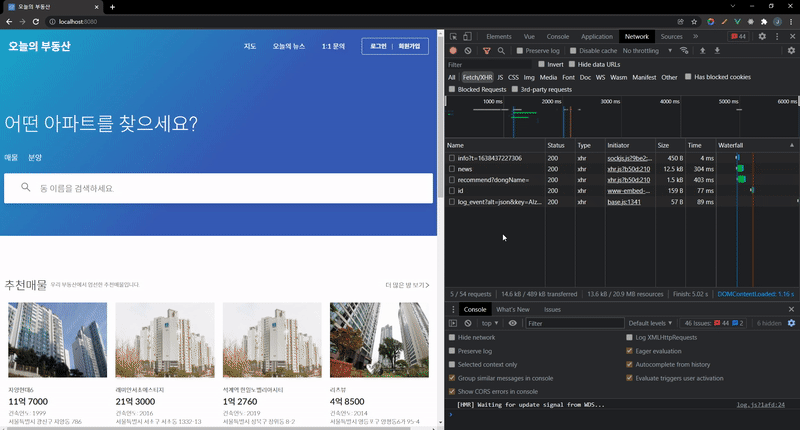 오늘의 부동산
localhost:8080
오늘의 부동산
지도 오늘의 뉴스 1:1 문의 로그인 | 회원가입
어떤 아파트를 찾으세요?
매물 분양
동 이름을 검색하세요.
추천매물 우리 부동산에서 엄선한 추천매물입니다 더 많은 방 보기 >
자양현대6
11억 7000
건축연도: 1999
서울특별시 광진구 자양동 786
래미안서초에스티지
21억 3000
건축연도: 2016
서울특별시 서초구 서초동 1332-13
석계역 한일노벨리아시티
1억 2760
건축연도: 2019
서울특별시 성북구 장위동 8-2
리즈뷰
4억 8500
건축연도: 2014
서울특별시 영등포구 양평동6가 95-4
Elements Vue Console Application Network Sources » 44
Preserve log Disable cache No throttling
Filter Invert Hide data URLs
All Fetch/XHR JS CSS Img Media Font Doc WS Wasm Manifest Other Has blocked cookies
Blocked Requests 3rd-party requests
1000 ms 2000 ms 3000 ms 4000 ms 5000 ms 6000 ms
Name Status Type Initiator Size Time Waterfall
info?t=1638437227306 200 xhr sockjs.js?9be2:... 450 B 4 ms
news 200 xhr xhr.js?b50d:210 12.5 kB 304 ms
recommend?dongName= 200 xhr xhr.js?b50d:210 1.5 kB 403 ms
id 200 xhr www-embed-... 159 B 77 ms
log_event?alt=json&key=AIz... 200 xhr base.js:1341 57 B 89 ms
5 / 54 requests 14.6 kB / 489 kB transferred 13.6 kB / 20.9 MB resources Finish: 5.02 s DOMContentLoaded: 1.16 s
Console What's New Issues
top Filter Default levels 46 Issues: 44 2 6 hidden
Hide network Log XMLHttpRequests
Preserve log Eager evaluation
Selected context only Autocomplete from history
Group similar messages in console Evaluate triggers user activation
Show CORS errors in console
[HMR] Waiting for update signal from WDS... log.js?1afd:24